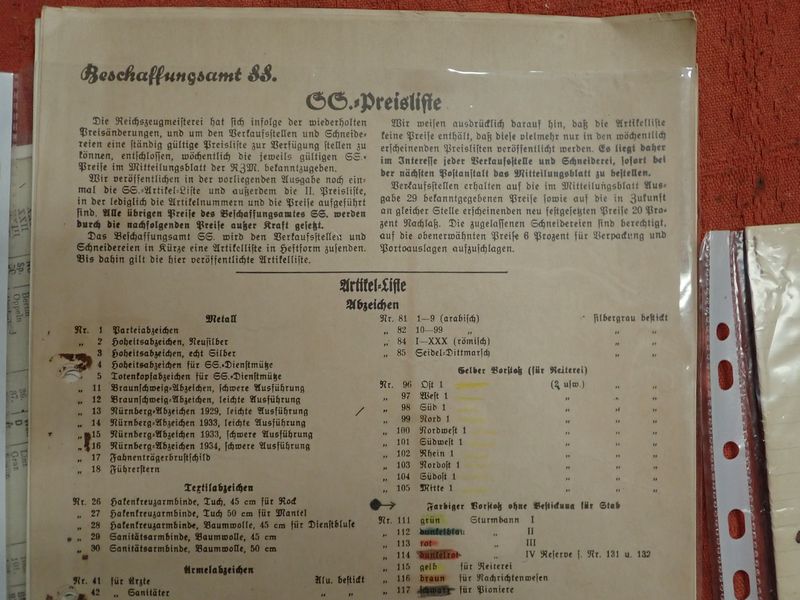 Beschaffungsamt SS.
SS.-Preisliste
Die Reichszeugmeisterei hat sich infolge der wiederholten
Preisänderungen, und um den Verkaufsstellen und Schneide-
reien eine ständig gültige Preisliste zur Verfügung stellen zu
können, entschlossen, wöchentlich die jeweils gültigen SS.-
Preise im Mitteilungsblatt der RZM. bekanntzugeben.
Wir veröffentlichen in der vorliegenden Ausgabe noch ein-
mal die SS.-Artikel-Liste und außerdem die II. Preisliste,
in der lediglich die Artikelnummern und die Preise aufgeführt
sind. Alle übrigen Preise des Beschaffungsamtes SS. werden
durch die nachfolgenden Preise außer Kraft gesetzt.
Das Beschaffungsamt SS. wird den Verkaufsstellen und
Schneidereien in Kürze eine Artikelliste in Heftform zusenden.
Bis dahin gilt die hier veröffentlichte Artikelliste.
Wir weisen ausdrücklich darauf hin, daß die Artikelliste
keine Preise enthält, daß diese vielmehr nur in den wöchentlich
erscheinenden Preislisten veröffentlicht werden. Es liegt daher
im Interesse jeder Verkaufsstelle und Schneiderei, sofort bei
der nächsten Postanstalt das Mitteilungsblatt zu bestellen.
Verkaufsstellen erhalten auf die im Mitteilungsblatt Aus-
gabe 29 bekanntgegebenen Preise sowie auf die in Zukunft
an gleicher Stelle erscheinenden neu festgesetzten Preise 20 Pro-
zent Nachlaß. Die zugelassenen Schneidereien sind berechtigt,
auf die obenerwähnten Preise 6 Prozent für Verpackung und
Portoauslagen aufzuschlagen.
Artikel-Liste
Abzeichen
Metall
Nr. 1 Parteiabzeichen
„ 2 Hoheitsabzeichen, Neusilber
„ 3 Hoheitsabzeichen, echt Silber
„ 4 Hoheitsabzeichen für SS.-Dienstmütze
„ 5 Totenkopfabzeichen für SS.-Dienstmütze
„ 11 Braunschweig-Abzeichen, schwere Ausführung
„ 12 Braunschweig-Abzeichen, leichte Ausführung
„ 13 Nürnberg-Abzeichen 1929, leichte Ausführung
„ 14 Nürnberg-Abzeichen 1933, leichte Ausführung
„ 15 Nürnberg-Abzeichen 1933, schwere Ausführung
„ 16 Nürnberg-Abzeichen 1934, schwere Ausführung
„ 17 Fahnenträgerbrustschild
„ 18 Führerstern
Textilabzeichen
Nr. 26 Hakenkreuzarmbinde, Tuch, 45 cm für Rock
„ 27 Hakenkreuzarmbinde, Tuch 50 cm für Mantel
„ 28 Hakenkreuzarmbinde, Baumwolle, 45 cm für Dienstbluse
„ 29 Sanitätsarmbinde, Baumwolle, 45 cm
„ 30 Sanitätsarmbinde, Baumwolle, 50 cm
Armelabzeichen
Nr. 41 für Ärzte Alu. bestickt
„ 42 „ Sanitäter „ „
Nr. 81 1—9 (arabisch) silbergrau bestickt
„ 82 10—99 „ „ „
„ 84 I—XXX (römisch) „ „
„ 85 Seidel-Dittmarsch „ „
Gelber Vorstoß (für Reiterei)
Nr. 96 Ost 1 (2 usw.) „ „
„ 97 West 1 „ „ „
„ 98 Süd 1 „ „ „
„ 99 Nord 1 „ „ „
„ 100 Nordwest 1 „ „ „
„ 101 Südwest 1 „ „ „
„ 102 Rhein 1 „ „ „
„ 103 Nordost 1 „ „ „
„ 104 Südost 1 „ „ „
„ 105 Mitte 1 „ „ „
Farbiger Vorstoß ohne Bestickung für Stab
Nr. 111 grün Sturmbann I
„ 112 dunkelblau „ II
„ 113 rot „ III
„ 114 dunkelrot „ IV Reserve s. Nr. 131 u. 132
„ 115 gelb für Reiterei
„ 116 braun für Nachrichtenwesen
„ 117 schwarz für Pioniere